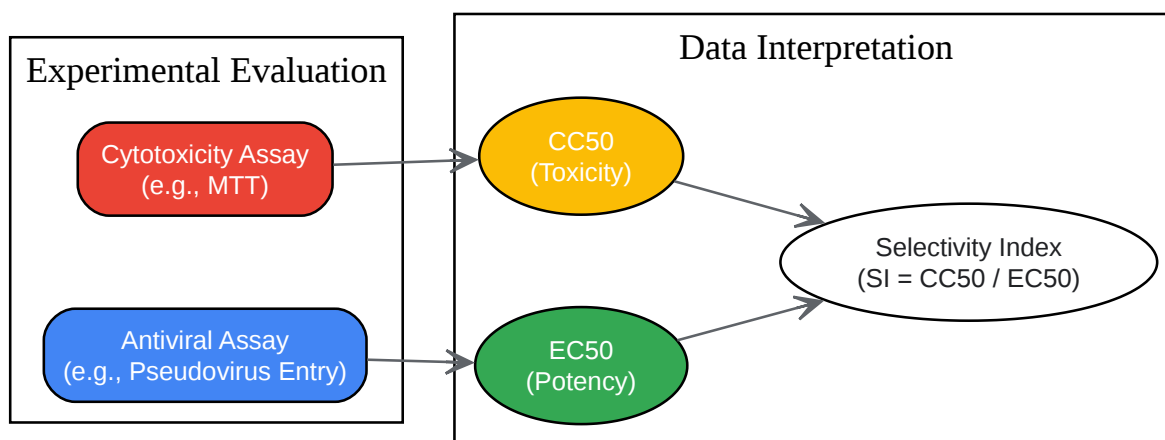 Experimental Evaluation
Cytotoxicity Assay
(e.g., MTT)
Antiviral Assay
(e.g., Pseudovirus Entry)
Data Interpretation
CC50
(Toxicity)
EC50
(Potency)
Selectivity Index
(SI = CC50 / EC50)